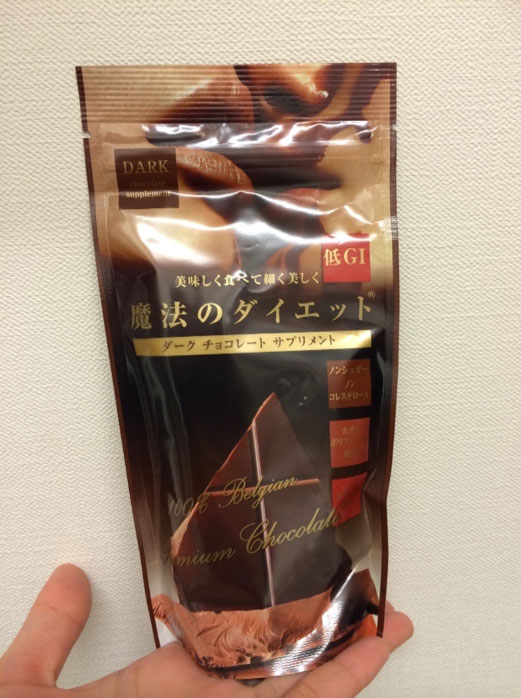 DARK
chocolate
supplement
低GI
美味しく食べて細く美しく
魔法のダイエット®
ダーク チョコレート サプリメント
ノンシュガー
ノン
コレステロール
100% Belgian
Chocolate